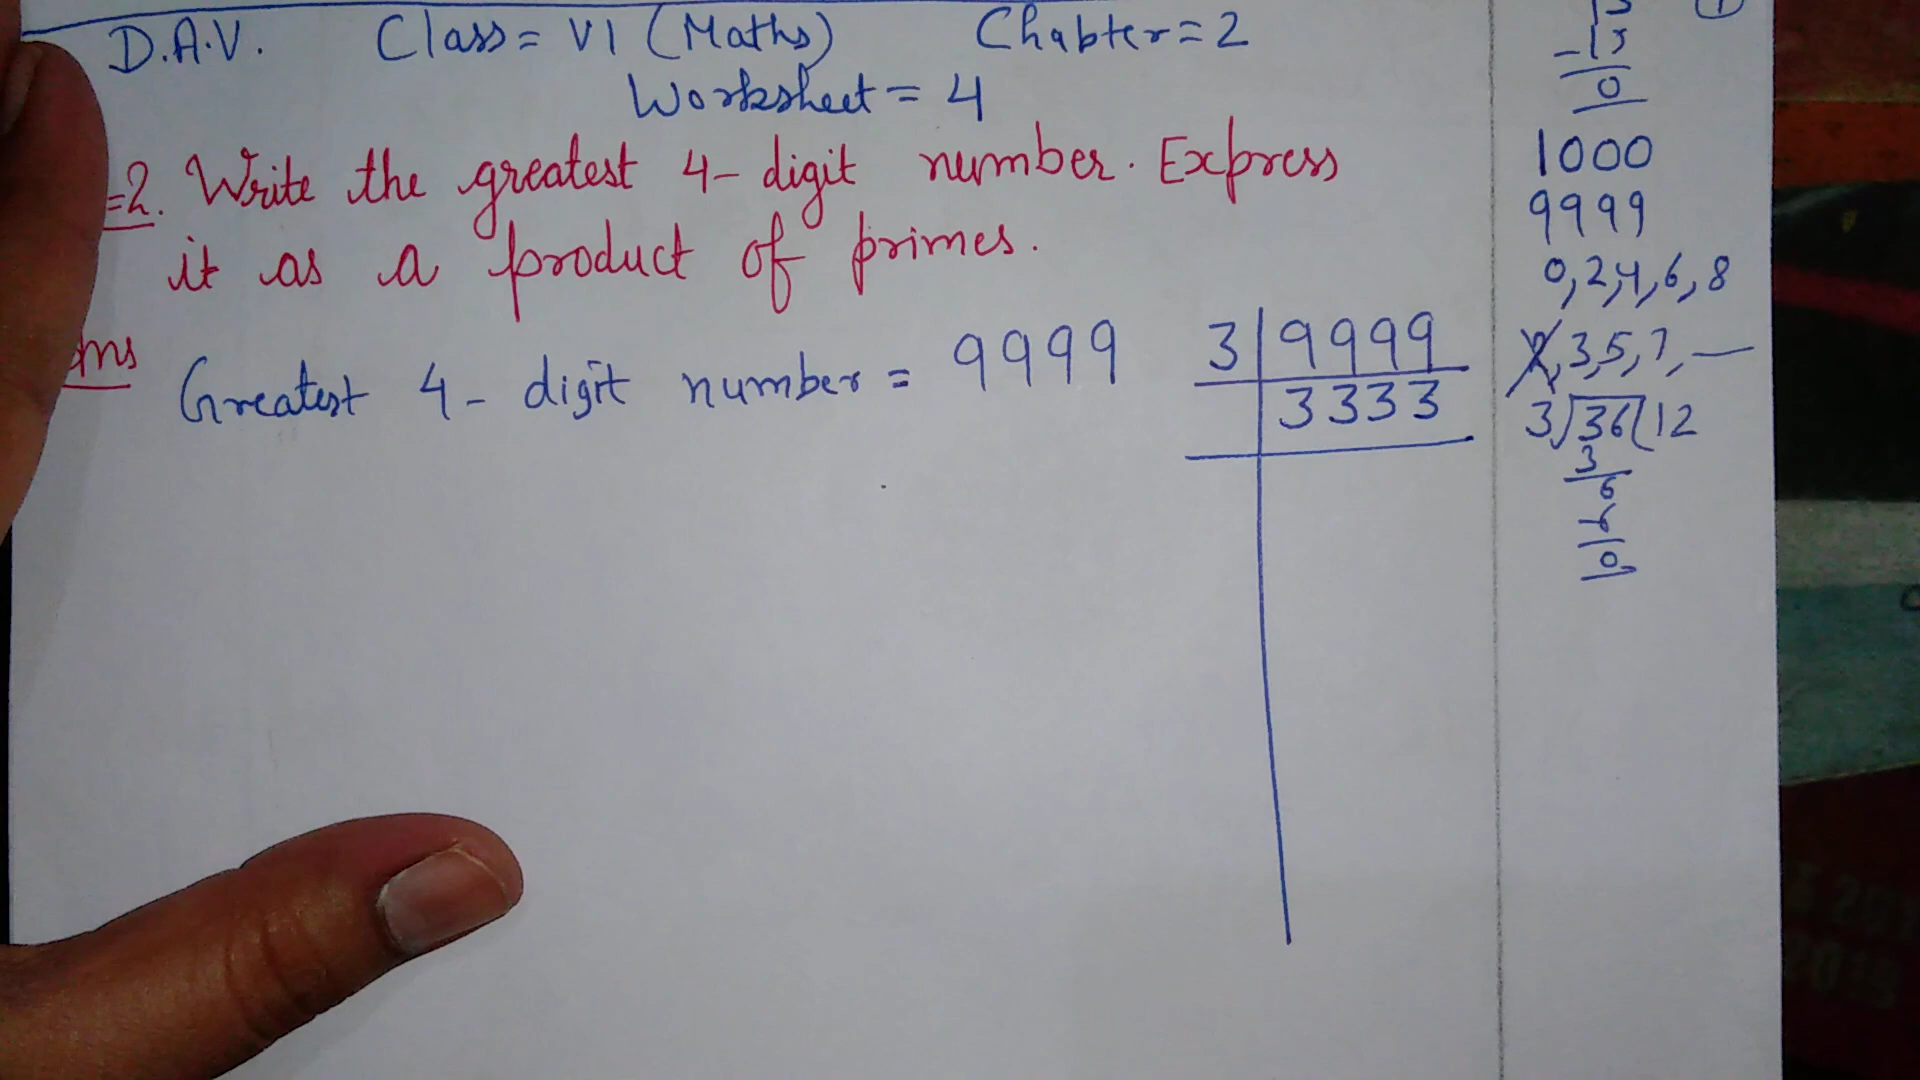 D.A.V. Class = VI (Maths) Chapter = 2
Worksheet = 4
=2. Write the greatest 4-digit number. Express
it as a product of primes.
Ans Greatest 4-digit number = 9999
3 | 9999
3333
-15
0
1000
9999
0,2,4,6,8
2,3,5,7,—
3)36(12
3
6
6
0